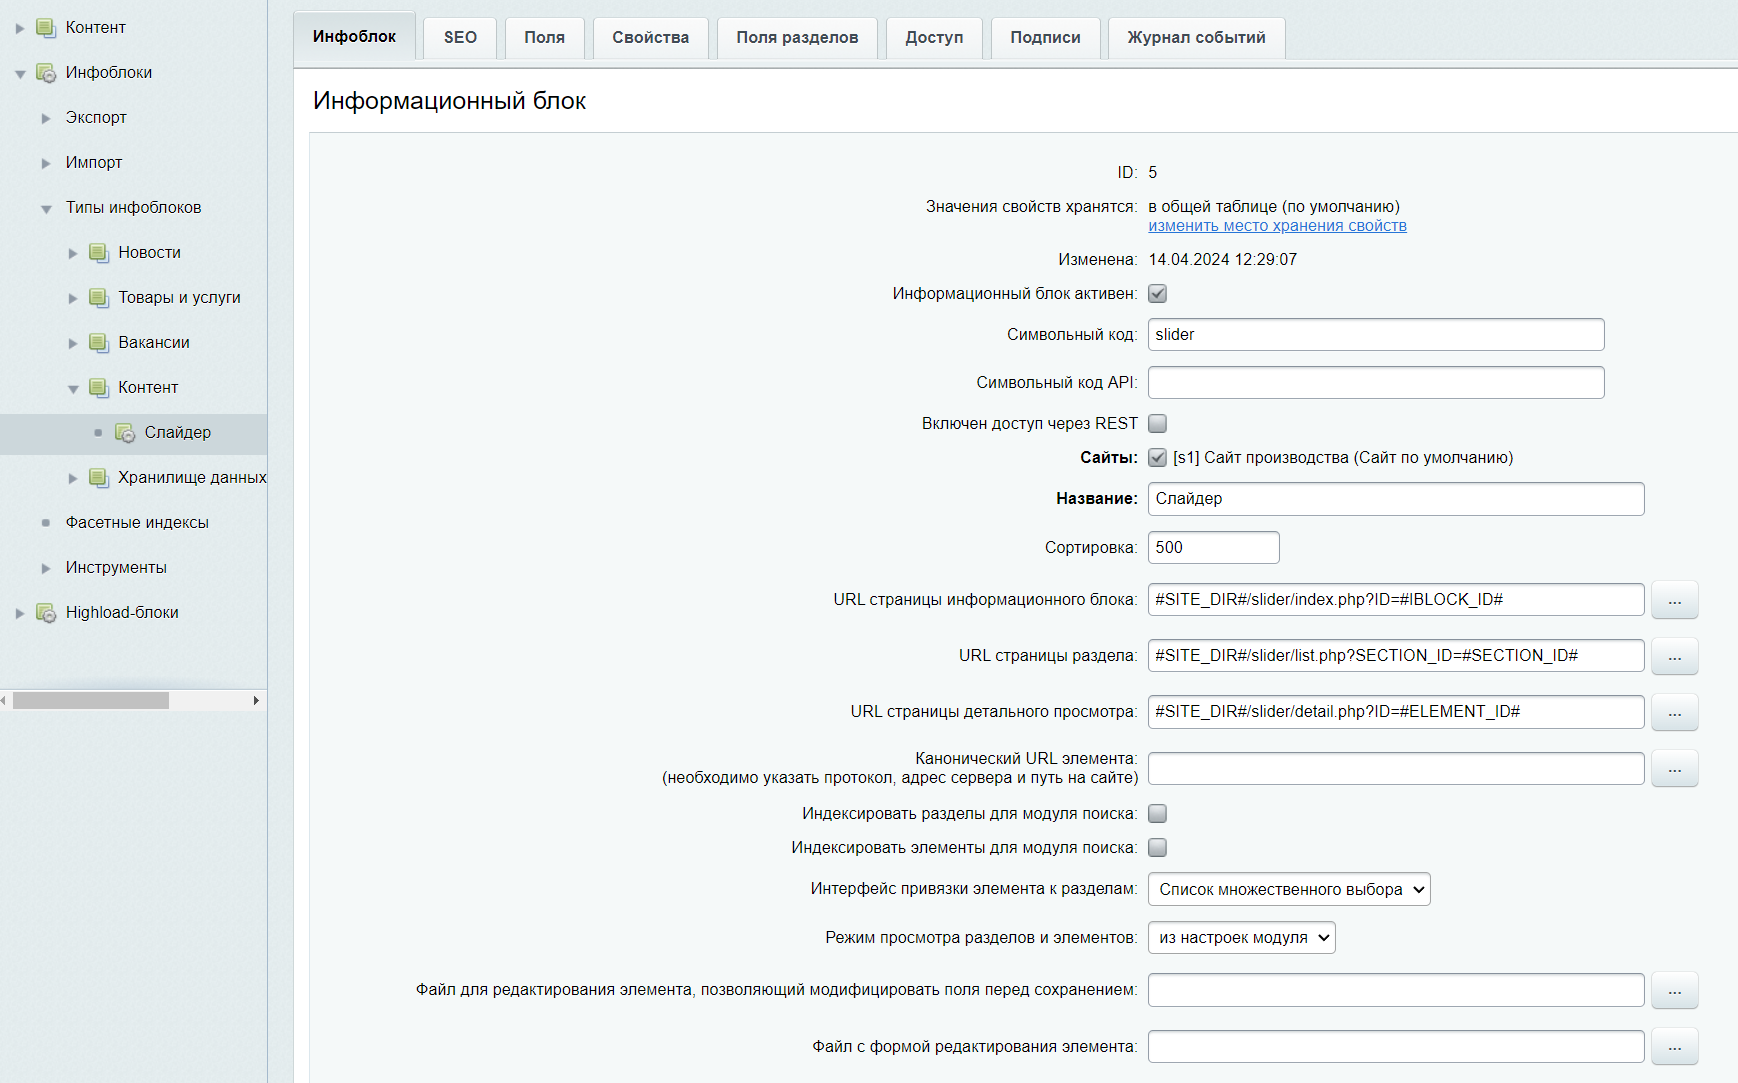 Контент
Инфоблоки
Экспорт
Импорт
Типы инфоблоков
Новости
Товары и услуги
Вакансии
Контент
Слайдер
Хранилище данных
Фасетные индексы
Инструменты
Highload-блоки
Инфоблок SEO Поля Свойства Поля разделов Доступ Подписи Журнал событий
Информационный блок
ID: 5
Значения свойств хранятся: в общей таблице (по умолчанию)
изменить место хранения свойств
Изменена: 14.04.2024 12:29:07
Информационный блок активен:
Символьный код: slider
Символьный код API:
Включен доступ через REST
Сайты: [s1] Сайт производства (Сайт по умолчанию)
Название: Слайдер
Сортировка: 500
URL страницы информационного блока: #SITE_DIR#/slider/index.php?ID=#IBLOCK_ID# ...
URL страницы раздела: #SITE_DIR#/slider/list.php?SECTION_ID=#SECTION_ID# ...
URL страницы детального просмотра: #SITE_DIR#/slider/detail.php?ID=#ELEMENT_ID# ...
Канонический URL элемента:
(необходимо указать протокол, адрес сервера и путь на сайте) ...
Индексировать разделы для модуля поиска:
Индексировать элементы для модуля поиска:
Интерфейс привязки элемента к разделам: Список множественного выбора
Режим просмотра разделов и элементов: из настроек модуля
Файл для редактирования элемента, позволяющий модифицировать поля перед сохранением: ...
Файл с формой редактирования элемента: ...